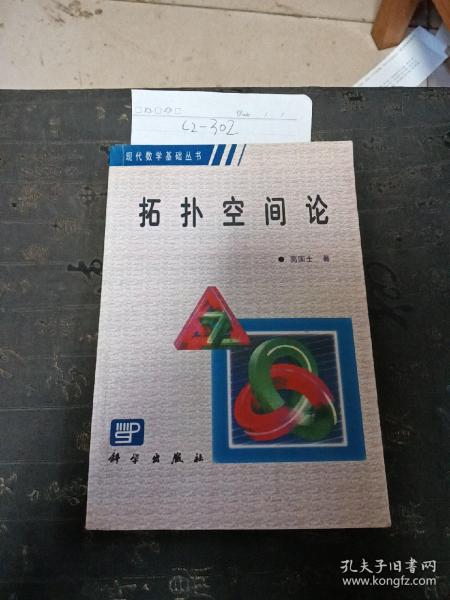 C2-302
现代数学基础丛书
拓扑空间论
●高国士 著
科学出版社
孔夫子旧书网
www.kongfz.com